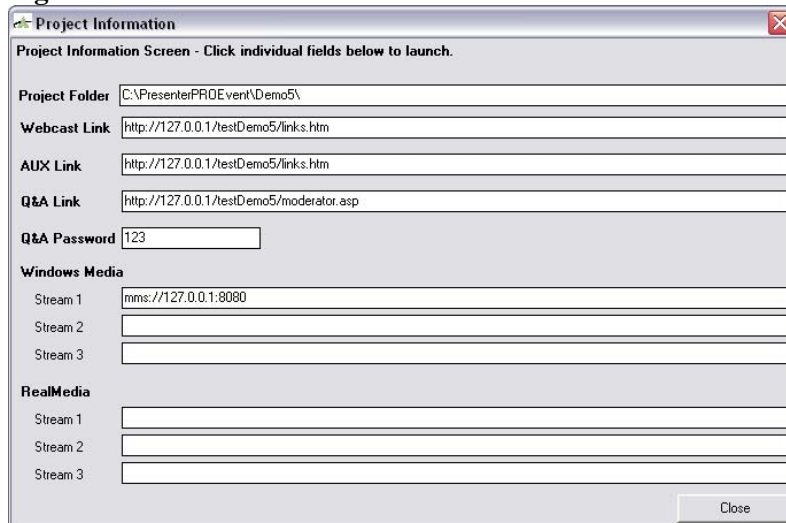 Project Information
Project Information Screen - Click individual fields below to launch.
Project Folder C:\PresenterPROEvent\Demo5\
Webcast Link http://127.0.0.1/testDemo5/links.htm
AUX Link http://127.0.0.1/testDemo5/links.htm
Q&A Link http://127.0.0.1/testDemo5/moderator.asp
Q&A Password 123
Windows Media
Stream 1 mms://127.0.0.1:8080
Stream 2
Stream 3
RealMedia
Stream 1
Stream 2
Stream 3
Close